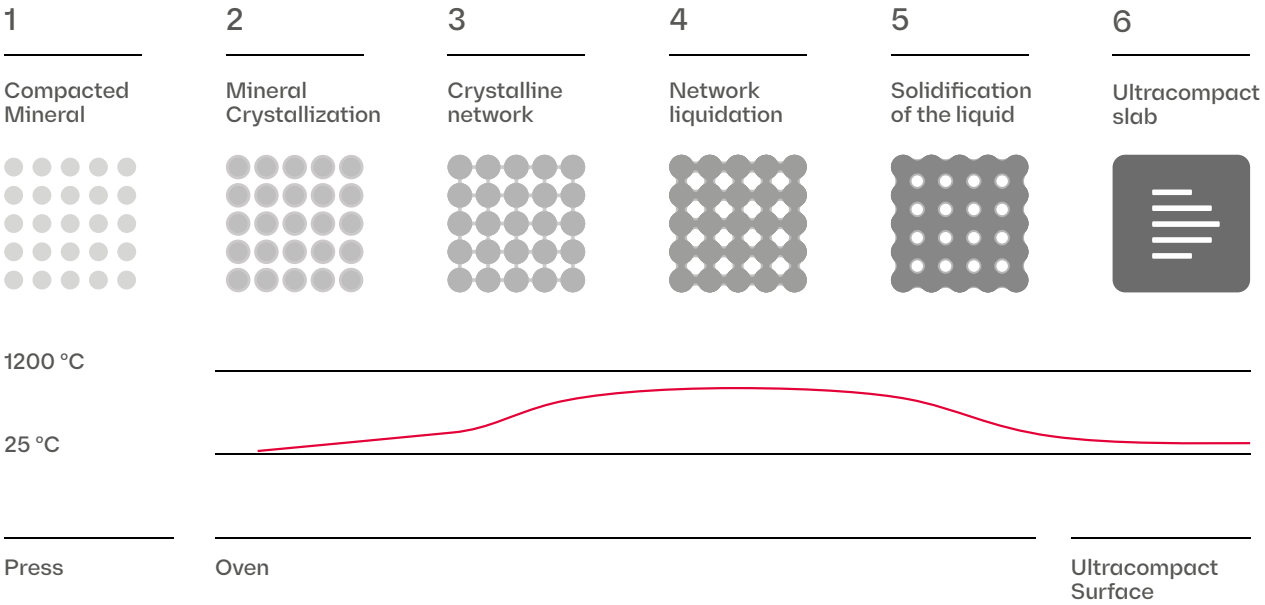 1
2
3
4
5
6
Compacted
Mineral
Mineral
Crystallization
Crystalline
network
Network
liquidation
Solidification
of the liquid
Ultracompact
slab
1200 °C
25 °C
Press
Oven
Ultracompact
Surface